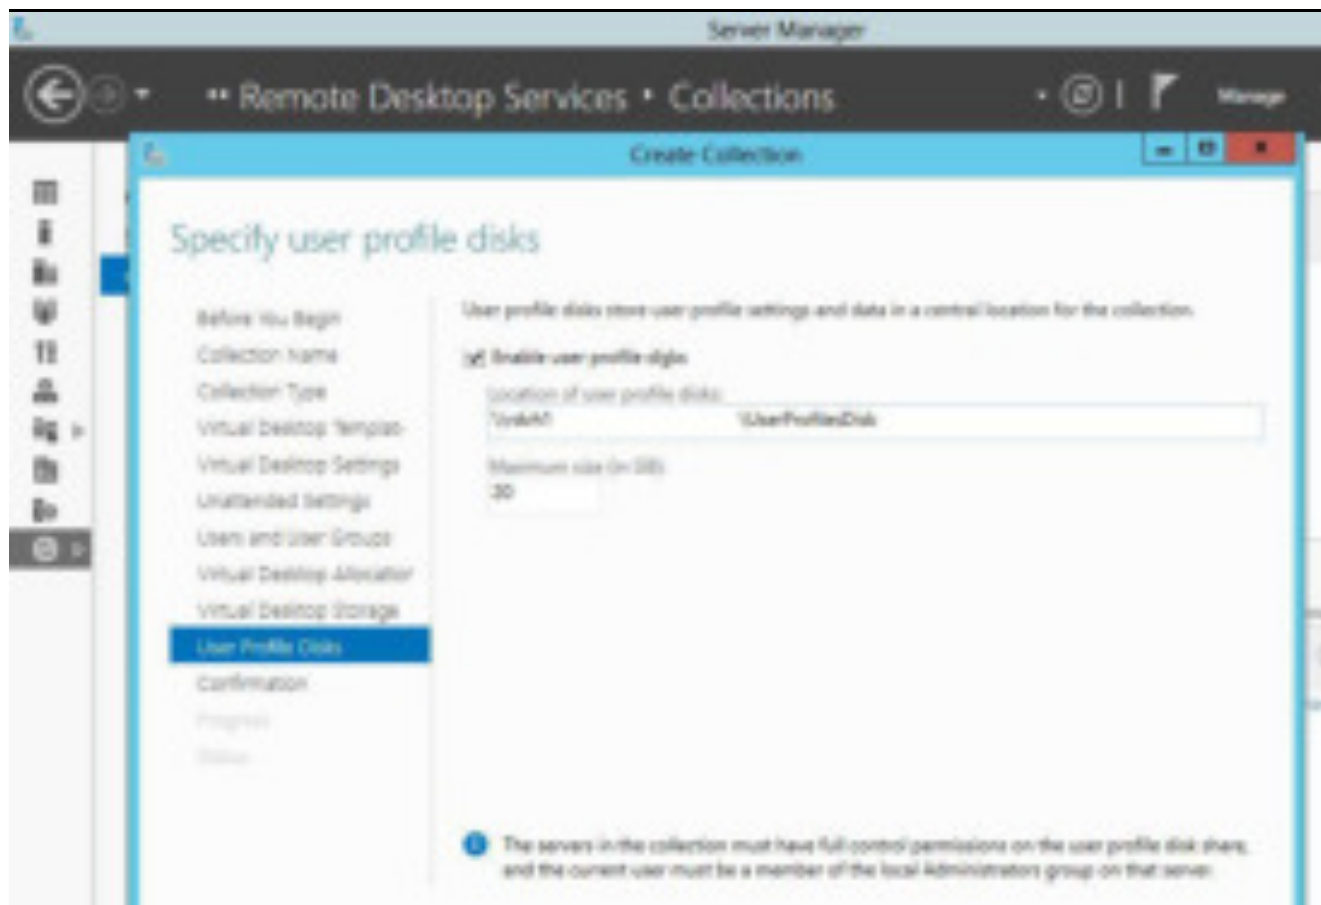 Server Manager
Remote Desktop Services • Collections
Manage
Create Collection
Specify user profile disks
Before You Begin
Collection Name
Collection Type
Virtual Desktop Templat
Virtual Desktop Settings
Unattended Settings
Users and User Groups
Virtual Desktop Allocation
Virtual Desktop Storage
User Profile Disks
Confirmation
Progress
Status
User profile disks store user profile settings and data in a central location for the collection.
Enable user profile disks
Location of user profile disks:
\UserProfilesDisk
Maximum size (in GB):
20
The servers in the collection must have full control permissions on the user profile disk share,
and the current user must be a member of the local Administrators group on that server.